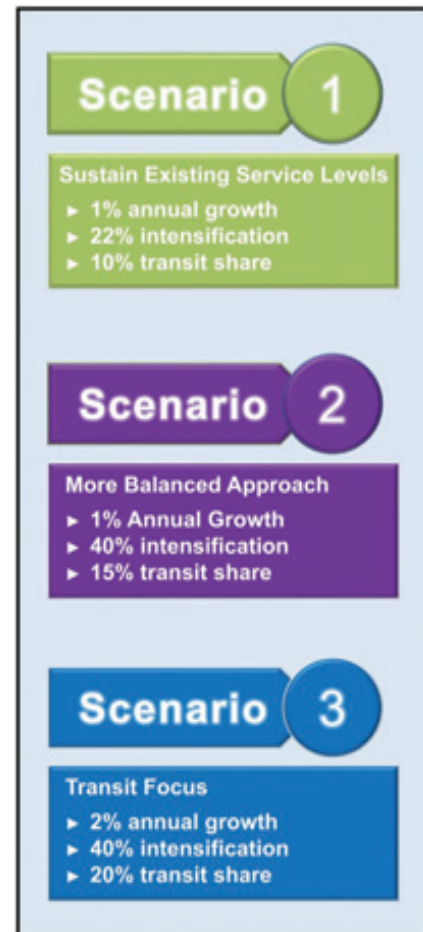 Scenario 1
Sustain Existing Service Levels
► 1% annual growth
► 22% intensification
► 10% transit share
Scenario 2
More Balanced Approach
► 1% Annual Growth
► 40% intensification
► 15% transit share
Scenario 3
Transit Focus
► 2% annual growth
► 40% intensification
► 20% transit share